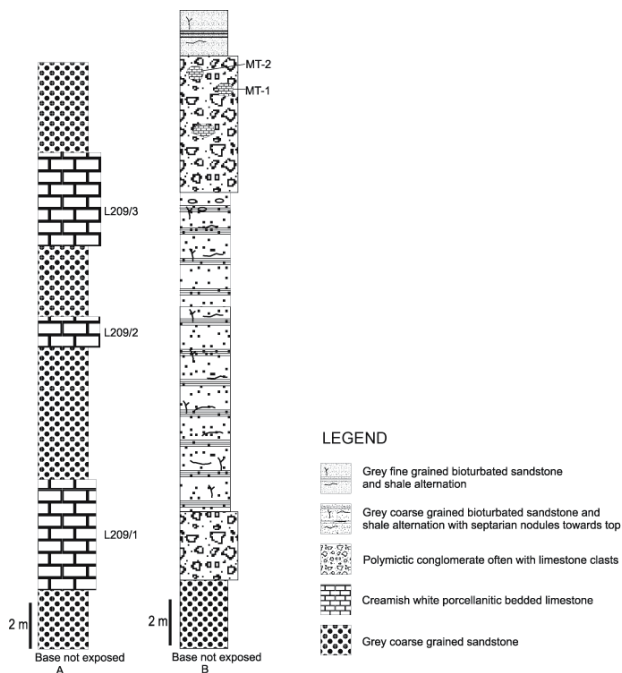 MT-2
MT-1
L209/3
L209/2
L209/1
2 m
2 m
Base not exposed
A
Base not exposed
B
LEGEND
Grey fine grained bioturbated sandstone
and shale alternation
Grey coarse grained bioturbated sandstone and
shale alternation with septarian nodules towards top
Polymictic conglomerate often with limestone clasts
Creamish white porcellanitic bedded limestone
Grey coarse grained sandstone